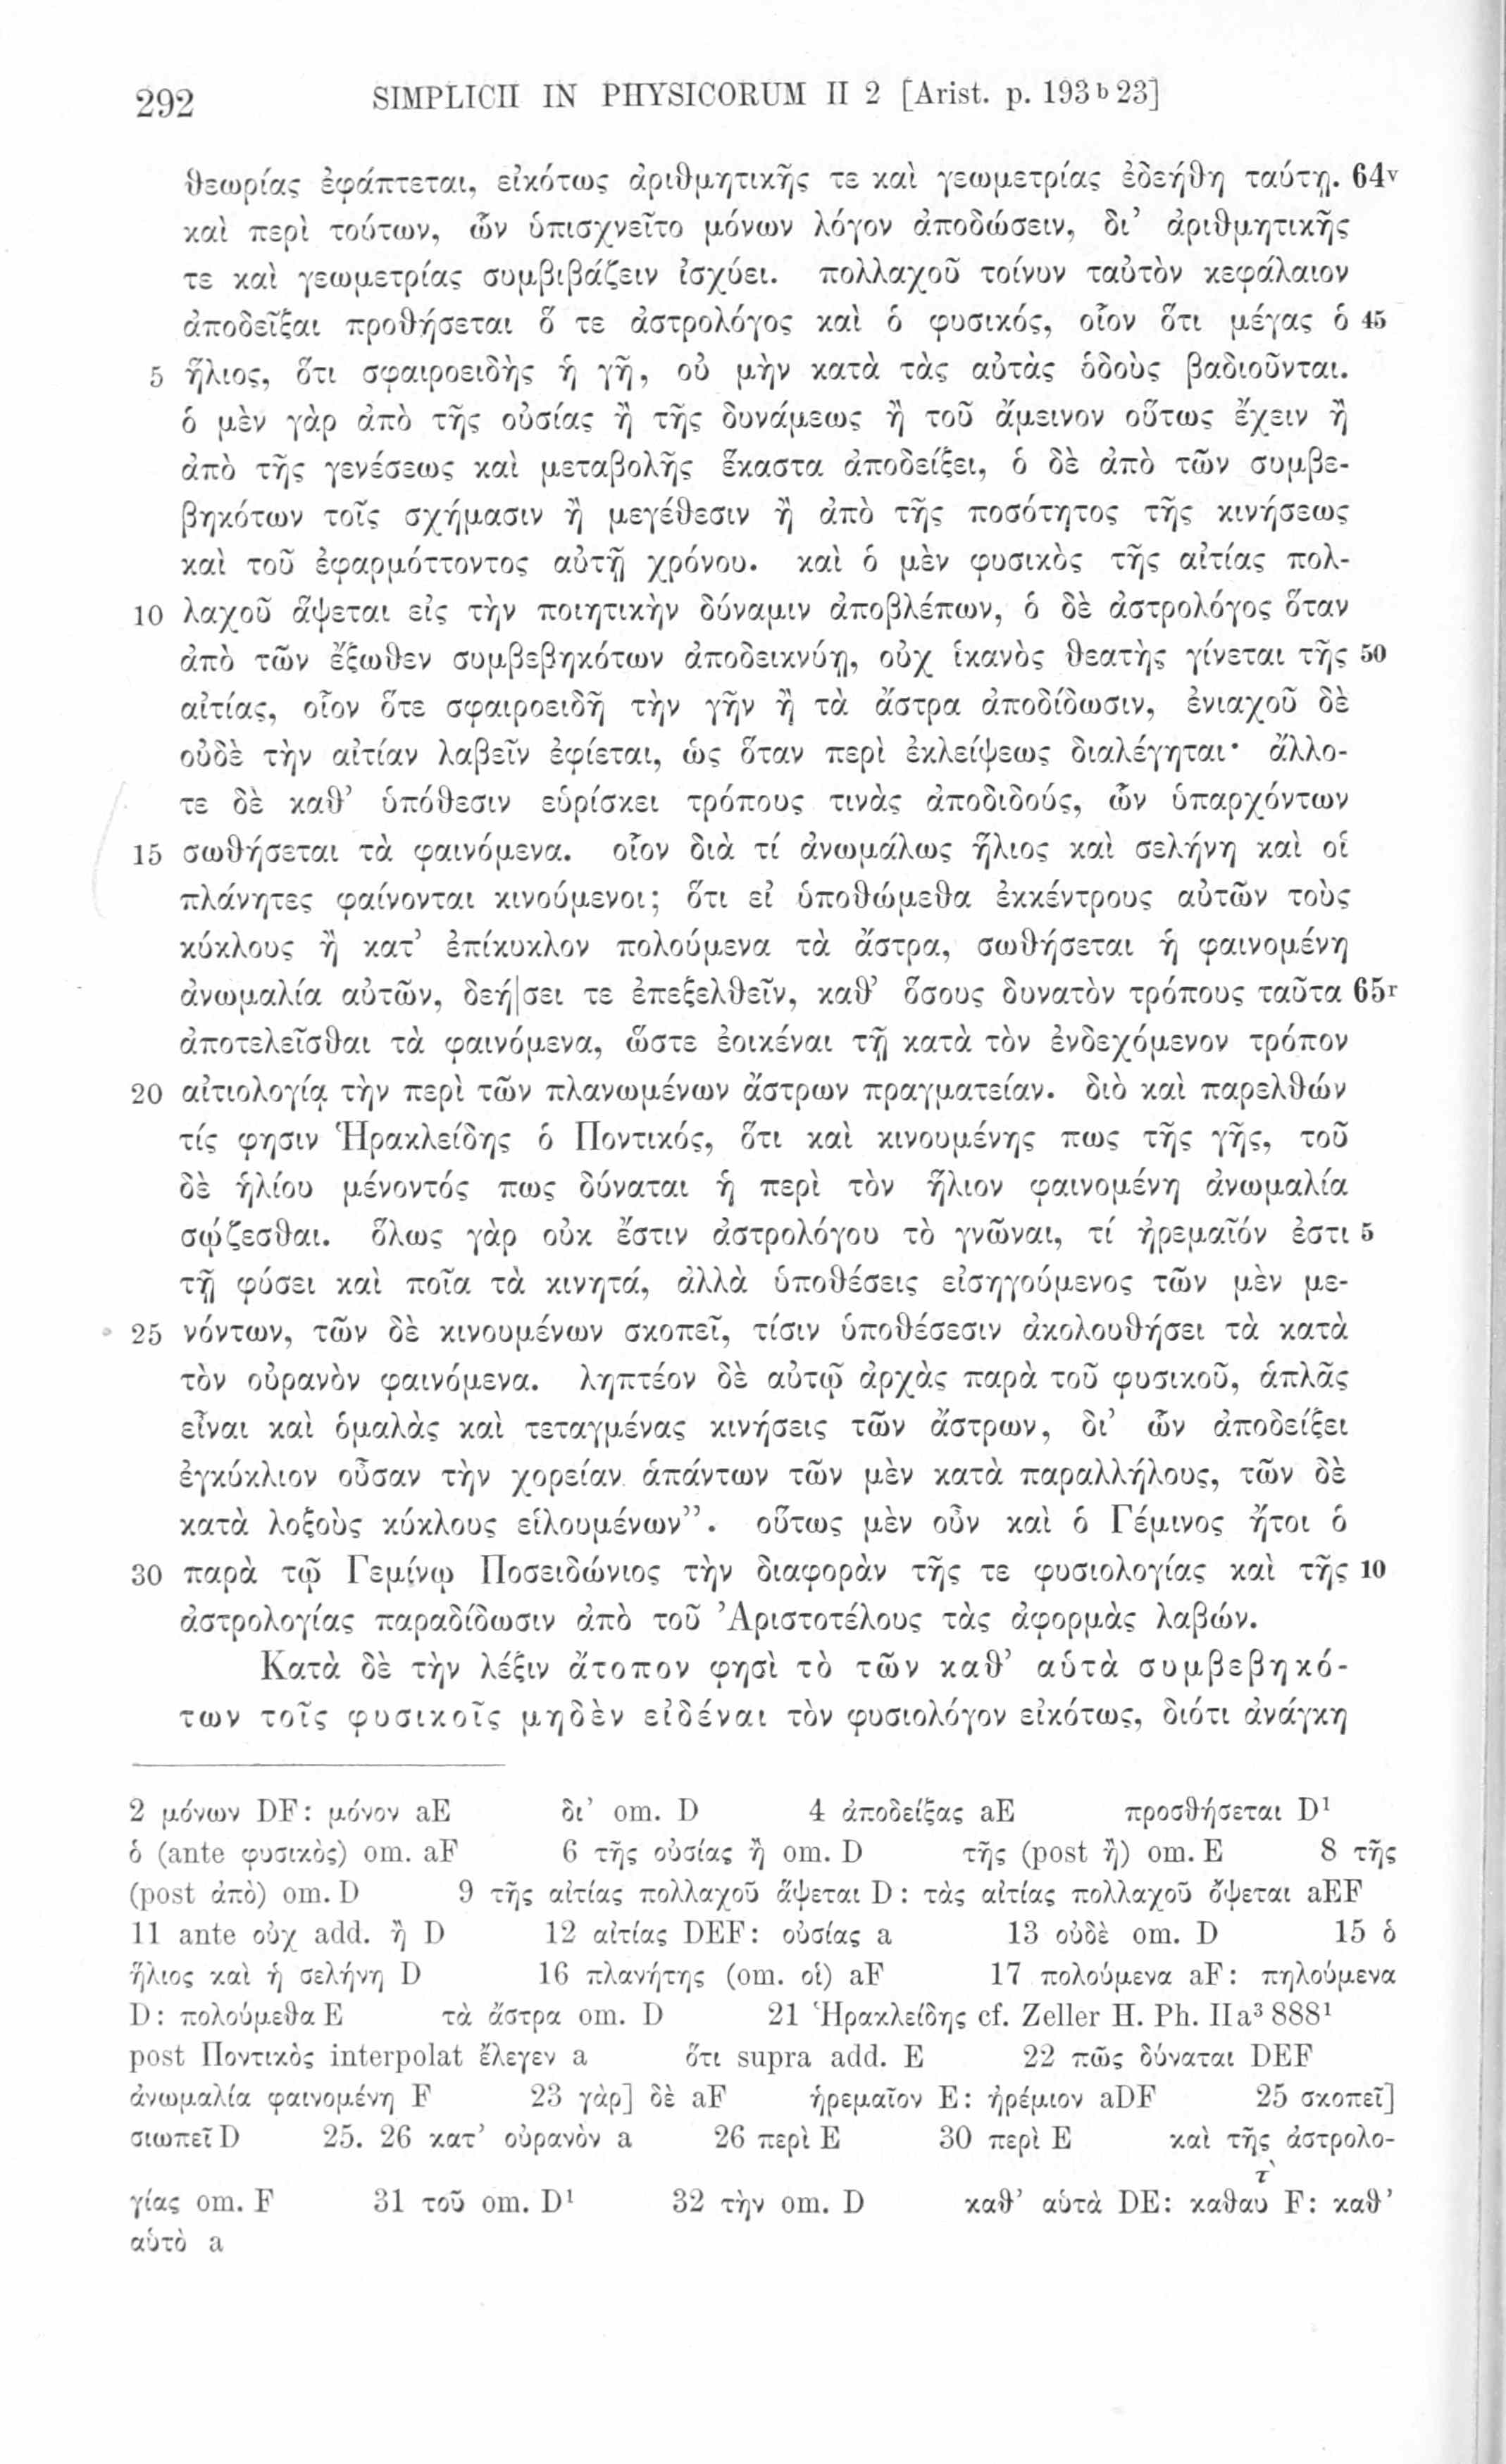 292 SIMPLICII IN PHYSICORUM II 2 [Arist. p. 193 b 23]
θεωρίας ἐφάπτεται, εἰκότως ἀριθμητικῆς τε καὶ γεωμετρίας ἐδεήθη ταύτῃ. 64v
καὶ περὶ τούτων, ὧν ὑπισχνεῖτο μόνων λόγον ἀποδώσειν, δι’ ἀριθμητικῆς
τε καὶ γεωμετρίας συμβιβάζειν ἰσχύει. πολλαχοῦ τοίνυν ταὐτὸν κεφάλαιον
ἀποδεῖξαι προθήσεται ὅ τε ἀστρολόγος καὶ ὁ φυσικός, οἷον ὅτι μέγας ὁ 45
5 ἥλιος, ὅτι σφαιροειδὴς ἡ γῆ, οὐ μὴν κατὰ τὰς αὐτὰς ὁδοὺς βαδιοῦνται.
ὁ μὲν γὰρ ἀπὸ τῆς οὐσίας ἢ τῆς δυνάμεως ἢ τοῦ ἄμεινον οὕτως ἔχειν ἢ
ἀπὸ τῆς γενέσεως καὶ μεταβολῆς ἕκαστα ἀποδείξει, ὁ δὲ ἀπὸ τῶν συμβε-
βηκότων τοῖς σχήμασιν ἢ μεγέθεσιν ἢ ἀπὸ τῆς ποσότητος τῆς κινήσεως
καὶ τοῦ ἐφαρμόττοντος αὐτῇ χρόνου. καὶ ὁ μὲν φυσικὸς τῆς αἰτίας πολ-
10 λαχοῦ ἅψεται εἰς τὴν ποιητικὴν δύναμιν ἀποβλέπων, ὁ δὲ ἀστρολόγος ὅταν
ἀπὸ τῶν ἔξωθεν συμβεβηκότων ἀποδεικνύῃ, οὐχ ἱκανὸς θεατὴς γίνεται τῆς 50
αἰτίας, οἷον ὅτε σφαιροειδῆ τὴν γῆν ἢ τὰ ἄστρα ἀποδίδωσιν, ἐνιαχοῦ δὲ
οὐδὲ τὴν αἰτίαν λαβεῖν ἐφίεται, ὡς ὅταν περὶ ἐκλείψεως διαλέγηται· ἄλλο-
τε δὲ καθ’ ὑπόθεσιν εὑρίσκει τρόπους τινὰς ἀποδιδούς, ὧν ὑπαρχόντων
15 σωθήσεται τὰ φαινόμενα. οἷον διὰ τί ἀνωμάλως ἥλιος καὶ σελήνη καὶ οἱ
πλάνητες φαίνονται κινούμενοι; ὅτι εἰ ὑποθώμεθα ἐκκέντρους αὐτῶν τοὺς
κύκλους ἢ κατ’ ἐπίκυκλον πολούμενα τὰ ἄστρα, σωθήσεται ἡ φαινομένη
ἀνωμαλία αὐτῶν, δεή|σει τε ἐπεξελθεῖν, καθ’ ὅσους δυνατὸν τρόπους ταῦτα 65r
ἀποτελεῖσθαι τὰ φαινόμενα, ὥστε ἐοικέναι τῇ κατὰ τὸν ἐνδεχόμενον τρόπον
20 αἰτιολογίᾳ τὴν περὶ τῶν πλανωμένων ἄστρων πραγματείαν. διὸ καὶ παρελθών
τίς φησιν Ἡρακλείδης ὁ Ποντικός, ὅτι καὶ κινουμένης πως τῆς γῆς, τοῦ
δὲ ἡλίου μένοντός πως δύναται ἡ περὶ τὸν ἥλιον φαινομένη ἀνωμαλία
σῴζεσθαι. ὅλως γὰρ οὐκ ἔστιν ἀστρολόγου τὸ γνῶναι, τί ἠρεμαῖόν ἐστι 5
τῇ φύσει καὶ ποῖα τὰ κινητά, ἀλλὰ ὑποθέσεις εἰσηγούμενος τῶν μὲν με-
25 νόντων, τῶν δὲ κινουμένων σκοπεῖ, τίσιν ὑποθέσεσιν ἀκολουθήσει τὰ κατὰ
τὸν οὐρανὸν φαινόμενα. ληπτέον δὲ αὐτῷ ἀρχὰς παρὰ τοῦ φυσικοῦ, ἁπλᾶς
εἶναι καὶ ὁμαλὰς καὶ τεταγμένας κινήσεις τῶν ἄστρων, δι’ ὧν ἀποδείξει
ἐγκύκλιον οὖσαν τὴν χορείαν ἁπάντων τῶν μὲν κατὰ παραλλήλους, τῶν δὲ
κατὰ λοξοὺς κύκλους εἱλουμένων”. οὕτως μὲν οὖν καὶ ὁ Γέμινος ἤτοι ὁ
30 παρὰ τῷ Γεμίνῳ Ποσειδώνιος τὴν διαφορὰν τῆς τε φυσιολογίας καὶ τῆς 10
ἀστρολογίας παραδίδωσιν ἀπὸ τοῦ Ἀριστοτέλους τὰς ἀφορμὰς λαβών.
Κατὰ δὲ τὴν λέξιν ἄτοπον φησὶ τὸ τῶν καθ’ αὑτὰ συμβεβηκό-
των τοῖς φυσικοῖς μηδὲν εἰδέναι τὸν φυσιολόγον εἰκότως, διότι ἀνάγκη
2 μόνων DF: μόνον aE δι’ om. D 4 ἀποδείξας aE προσθήσεται D¹
ὁ (ante φυσικὸς) om. aF 6 τῆς οὐσίας ἢ om. D τῆς (post ἢ) om. E 8 τῆς
(post ἀπὸ) om. D 9 τῆς αἰτίας πολλαχοῦ ἅψεται D: τὰς αἰτίας πολλαχοῦ ὄψεται aEF
11 ante οὐχ add. ἢ D 12 αἰτίας DEF: οὐσίας a 13 οὐδὲ om. D 15 ὁ
ἥλιος καὶ ἡ σελήνη D 16 πλανήτης (om. οἱ) aF 17 πολούμενα aF: πηλούμενα
D: πολούμεθα E τὰ ἄστρα om. D 21 Ἡρακλείδης cf. Zeller H. Ph. II a³ 888¹
post Ποντικὸς interpolat ἔλεγεν a ὅτι supra add. E 22 πῶς δύναται DEF
ἀνωμαλία φαινομένη F 23 γὰρ] δὲ aF ἠρεμαῖον E: ἠρέμιον aDF 25 σκοπεῖ]
σιωπεῖ D 25. 26 κατ’ οὐρανὸν a 26 περὶ E 30 περὶ E καὶ τῆς ἀστρολο-
γίας om. F 31 τοῦ om. D¹ 32 τὴν om. D καθ’ αὑτὰ DE: καθαυτ̀ F: καθ’
αὑτὸ a